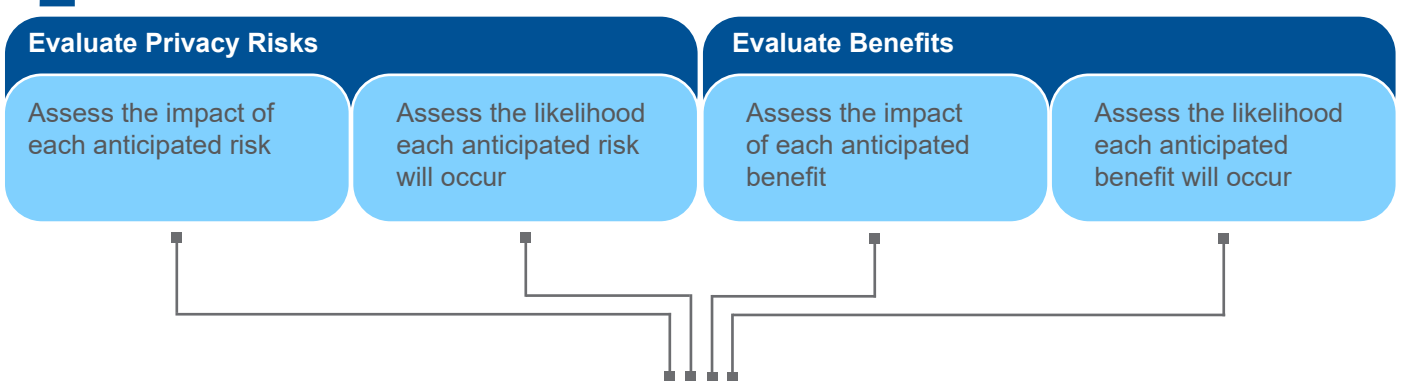 Evaluate Privacy Risks
Assess the impact of
each anticipated risk
Assess the likelihood
each anticipated risk
will occur
Evaluate Benefits
Assess the impact
of each anticipated
benefit
Assess the likelihood
each anticipated
benefit will occur